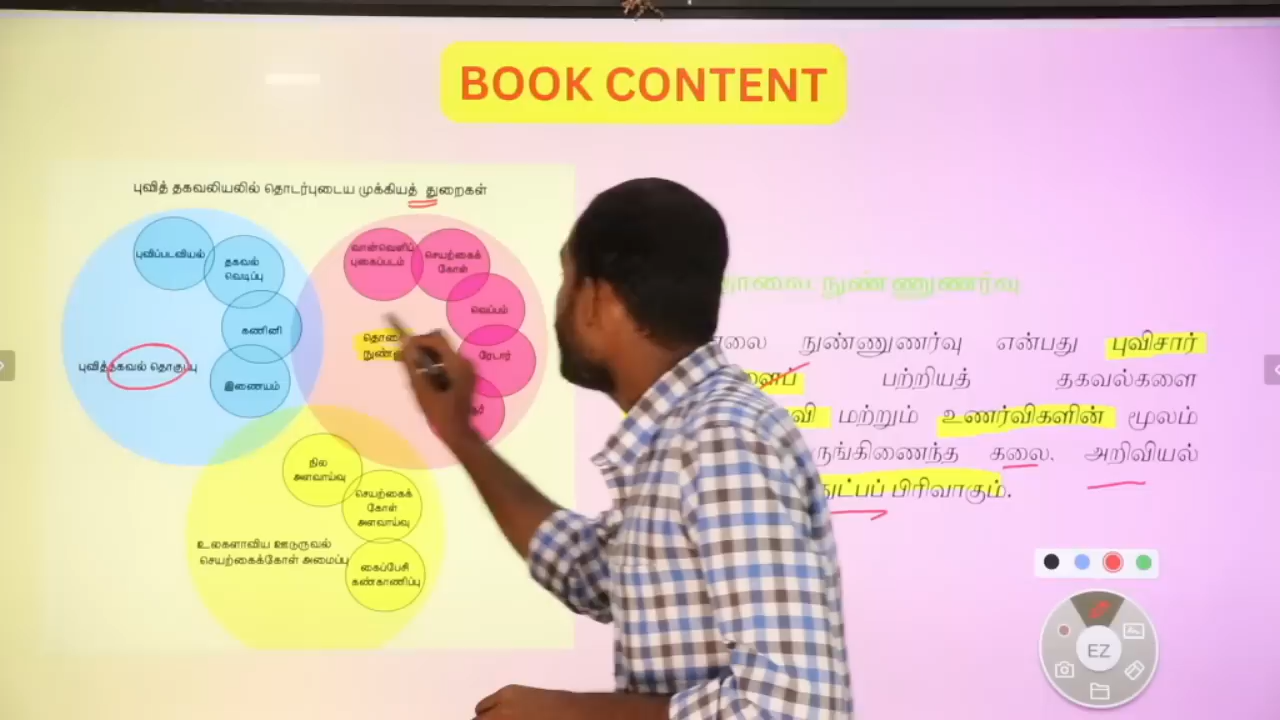 BOOK CONTENT
புவித் தகவலியலில் தொடர்புடைய முக்கியத் துறைகள்
புவிப்படவியல்
தகவல்
வெடிப்பு
கணினி
இணையம்
புவித்தகவல் தொகுப்பு
வான்வெளிப்
புகைப்படம்
செயற்கைக்
கோள்
வெப்பம்
ரேடார்
நில
அளவாய்வு
செயற்கைக்
கோள்
அளவாய்வு
கைப்பேசி
கண்காணிப்பு
உலகளாவிய ஊடுருவல்
செயற்கைக்கோள் அமைப்பு
நுண்ணுணர்வு
நுண்ணுணர்வு என்பது புவிசார்
பற்றியத் தகவல்களை
மற்றும் உணர்விகளின் மூலம்
கலை. அறிவியல்
பிரிவாகும்.
EZ